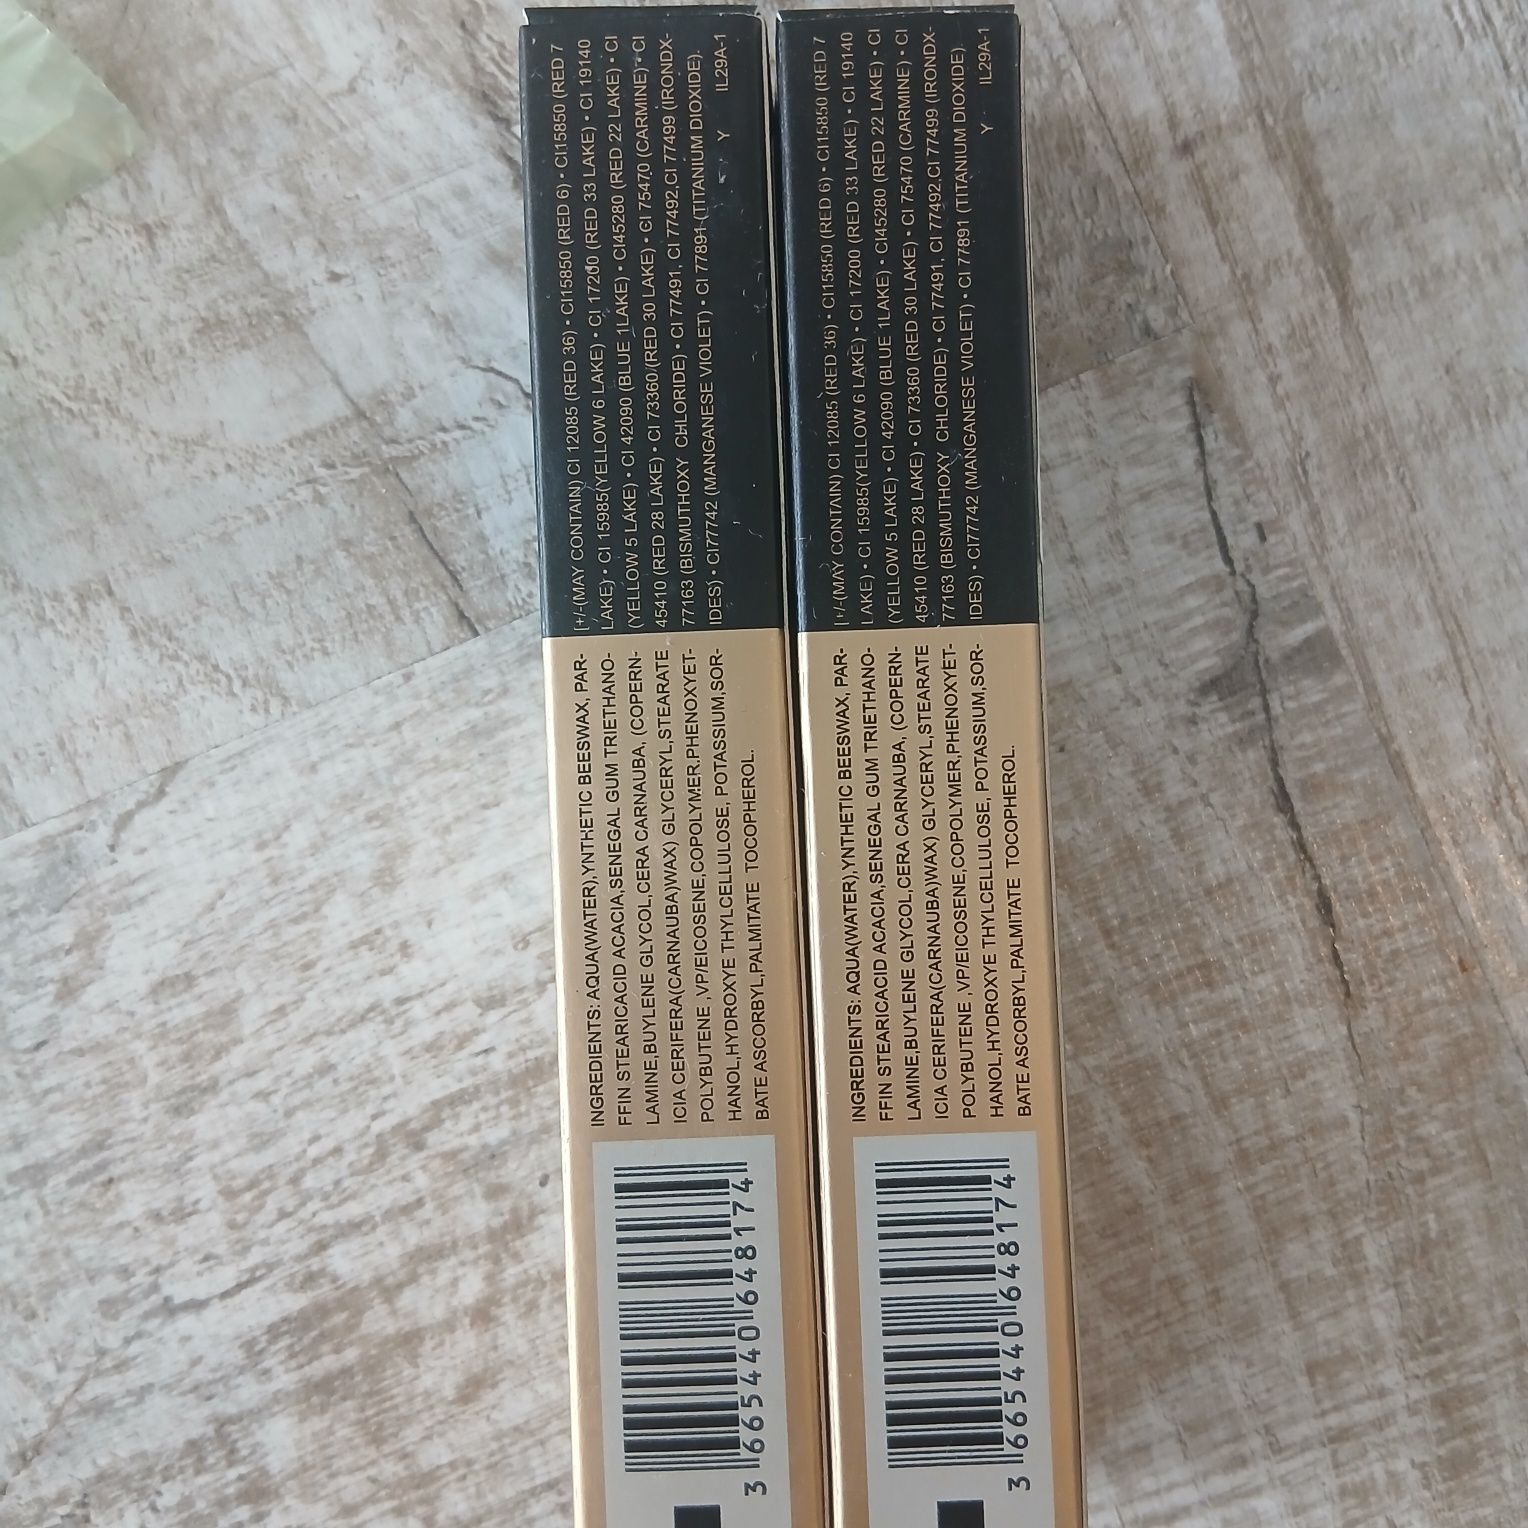 [+/-(MAY CONTAIN) CI 12085 (RED 36) • CI15850 (RED 6) • CI15850 (RED 7
LAKE) • CI 15985(YELLOW 6 LAKE) • CI 17200 (RED 33 LAKE) • CI 19140
(YELLOW 5 LAKE) • CI 42090 (BLUE 1LAKE) • CI45280 (RED 22 LAKE) • CI
45410 (RED 28 LAKE) • CI 73360 (RED 30 LAKE) • CI 75470 (CARMINE) • CI
77163 (BISMUTHOXY CHLORIDE) • CI 77491, CI 77492,CI 77499 (IRONDX-
IDES) • CI77742 (MANGANESE VIOLET) • CI 77891 (TITANIUM DIOXIDE).
Y IL29A-1
INGREDIENTS: AQUA(WATER),YNTHETIC BEESWAX, PAR-
FFIN STEARICACID ACACIA,SENEGAL GUM TRIETHANO-
LAMINE,BUYLENE GLYCOL,CERA CARNAUBA, (COPERN-
ICIA CERIFERA(CARNAUBA)WAX) GLYCERYL,STEARATE
POLYBUTENE ,VP/EICOSENE,COPOLYMER,PHENOXYET-
HANOL,HYDROXYE THYLCELLULOSE, POTASSIUM,SOR-
BATE ASCORBYL,PALMITATE TOCOPHEROL.
3 665440 648174
[+/-(MAY CONTAIN) CI 12085 (RED 36) • CI15850 (RED 6) • CI15850 (RED 7
LAKE) • CI 15985(YELLOW 6 LAKE) • CI 17200 (RED 33 LAKE) • CI 19140
(YELLOW 5 LAKE) • CI 42090 (BLUE 1LAKE) • CI45280 (RED 22 LAKE) • CI
45410 (RED 28 LAKE) • CI 73360 (RED 30 LAKE) • CI 75470 (CARMINE) • CI
77163 (BISMUTHOXY CHLORIDE) • CI 77491, CI 77492,CI 77499 (IRONDX-
IDES) • CI77742 (MANGANESE VIOLET) • CI 77891 (TITANIUM DIOXIDE).
Y IL29A-1
INGREDIENTS: AQUA(WATER),YNTHETIC BEESWAX, PAR-
FFIN STEARICACID ACACIA,SENEGAL GUM TRIETHANO-
LAMINE,BUYLENE GLYCOL,CERA CARNAUBA, (COPERN-
ICIA CERIFERA(CARNAUBA)WAX) GLYCERYL,STEARATE
POLYBUTENE ,VP/EICOSENE,COPOLYMER,PHENOXYET-
HANOL,HYDROXYE THYLCELLULOSE, POTASSIUM,SOR-
BATE ASCORBYL,PALMITATE TOCOPHEROL.
3 665440 648174